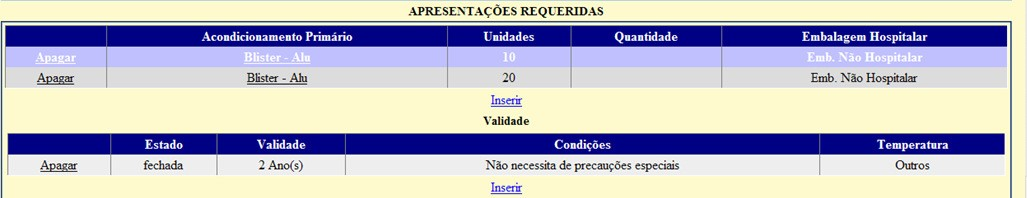 APRESENTAÇÕES REQUERIDAS
Acondicionamento Primário Unidades Quantidade Embalagem Hospitalar
Apagar Blister - Alu 10 Emb. Não Hospitalar
Apagar Blister - Alu 20 Emb. Não Hospitalar
Inserir
Validade
Estado Validade Condições Temperatura
Apagar fechada 2 Ano(s) Não necessita de precauções especiais Outros
Inserir